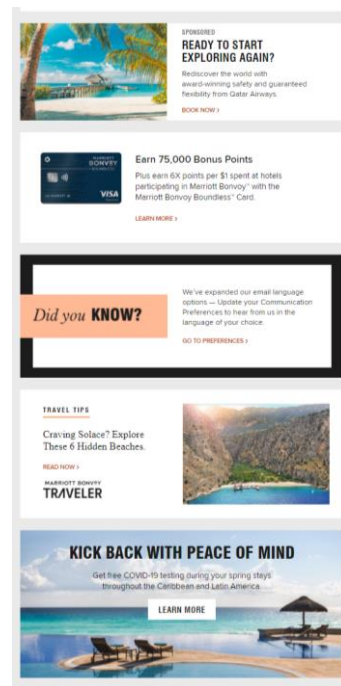 SPONSORED
READY TO START
EXPLORING AGAIN?
Rediscover the world with
award-winning safety and guaranteed
flexibility from Qatar Airways.
BOOK NOW >
MARRIOTT
BONVOY
BOUNDLESS
VISA
Earn 75,000 Bonus Points
Plus earn 6X points per $1 spent at hotels
participating in Marriott Bonvoy™ with the
Marriott Bonvoy Boundless™ Card.
LEARN MORE >
Did you KNOW?
We've expanded our email language
options — Update your Communication
Preferences to hear from us in the
language of your choice.
GO TO PREFERENCES >
TRAVEL TIPS
Craving Solace? Explore
These 6 Hidden Beaches.
READ NOW >
MARRIOTT BONVOY
TRAVELER
KICK BACK WITH PEACE OF MIND
Get free COVID-19 testing during your spring stays
throughout the Caribbean and Latin America.
LEARN MORE